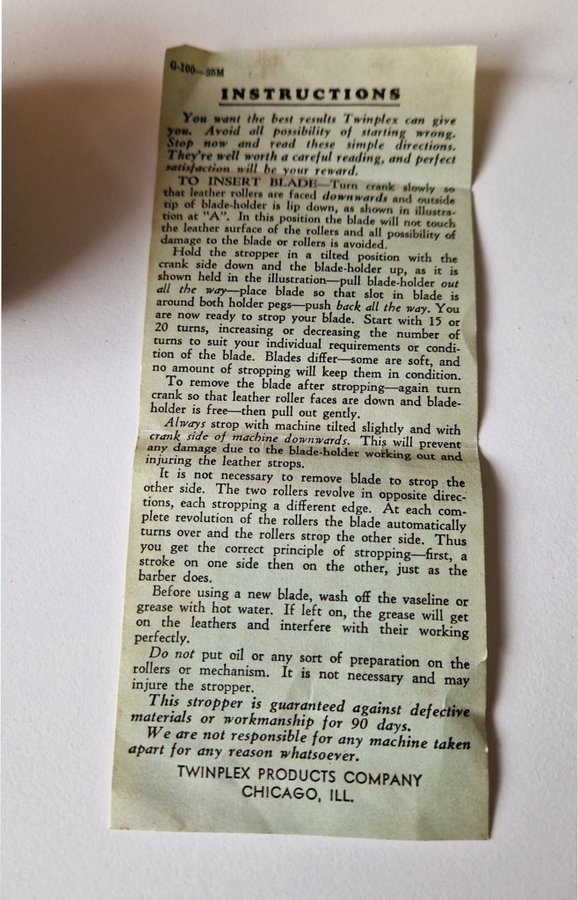 G-100—25M
INSTRUCTIONS
You want the best results Twinplex can give
you. Avoid all possibility of starting wrong.
Stop now and read these simple directions.
They're well worth a careful reading, and perfect
satisfaction will be your reward.
TO INSERT BLADE—Turn crank slowly so
that leather rollers are faced downwards and outside
tip of blade-holder is lip down, as shown in illustra-
tion at "A". In this position the blade will not touch
the leather surface of the rollers and all possibility of
damage to the blade or rollers is avoided.
Hold the stropper in a tilted position with the
crank side down and the blade-holder up, as it is
shown held in the illustration—pull blade-holder out
all the way—place blade so that slot in blade is
around both holder pegs—push back all the way. You
are now ready to strop your blade. Start with 15 or
20 turns, increasing or decreasing the number of
turns to suit your individual requirements or condi-
tion of the blade. Blades differ—some are soft, and
no amount of stropping will keep them in condition.
To remove the blade after stropping—again turn
crank so that leather roller faces are down and blade-
holder is free—then pull out gently.
Always strop with machine tilted slightly and with
crank side of machine downwards. This will prevent
any damage due to the blade-holder working out and
injuring the leather strops.
It is not necessary to remove blade to strop the
other side. The two rollers revolve in opposite direc-
tions, each stropping a different edge. At each com-
plete revolution of the rollers the blade automatically
turns over and the rollers strop the other side. Thus
you get the correct principle of stropping—first, a
stroke on one side then on the other, just as the
barber does.
Before using a new blade, wash off the vaseline or
grease with hot water. If left on, the grease will get
on the leathers and interfere with their working
perfectly.
Do not put oil or any sort of preparation on the
rollers or mechanism. It is not necessary and may
injure the stropper.
This stropper is guaranteed against defective
materials or workmanship for 90 days.
We are not responsible for any machine taken
apart for any reason whatsoever.
TWINPLEX PRODUCTS COMPANY
CHICAGO, ILL.